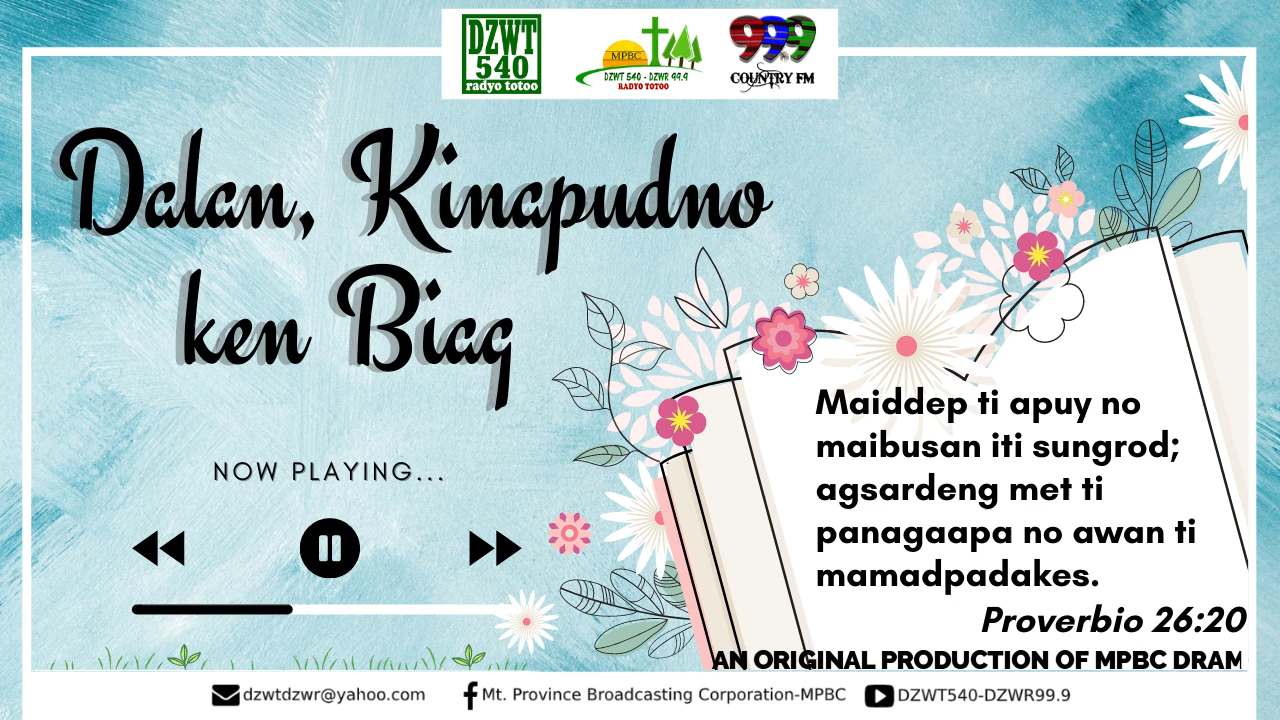 DZWT
540
radyo totoo
MPBC
DZWT 540 - DZWR 99.9
RADYO TOTOO
99.9
COUNTRY FM
Dalan, Kinapudno
ken Biag
NOW PLAYING...
Maiddep ti apuy no
maibusan iti sungrod;
agsardeng met ti
panagaapa no awan ti
mamadpadakes.
Proverbio 26:20
AN ORIGINAL PRODUCTION OF MPBC DRAM
dzwtdzwr@yahoo.com
Mt. Province Broadcasting Corporation-MPBC
DZWT540-DZWR99.9